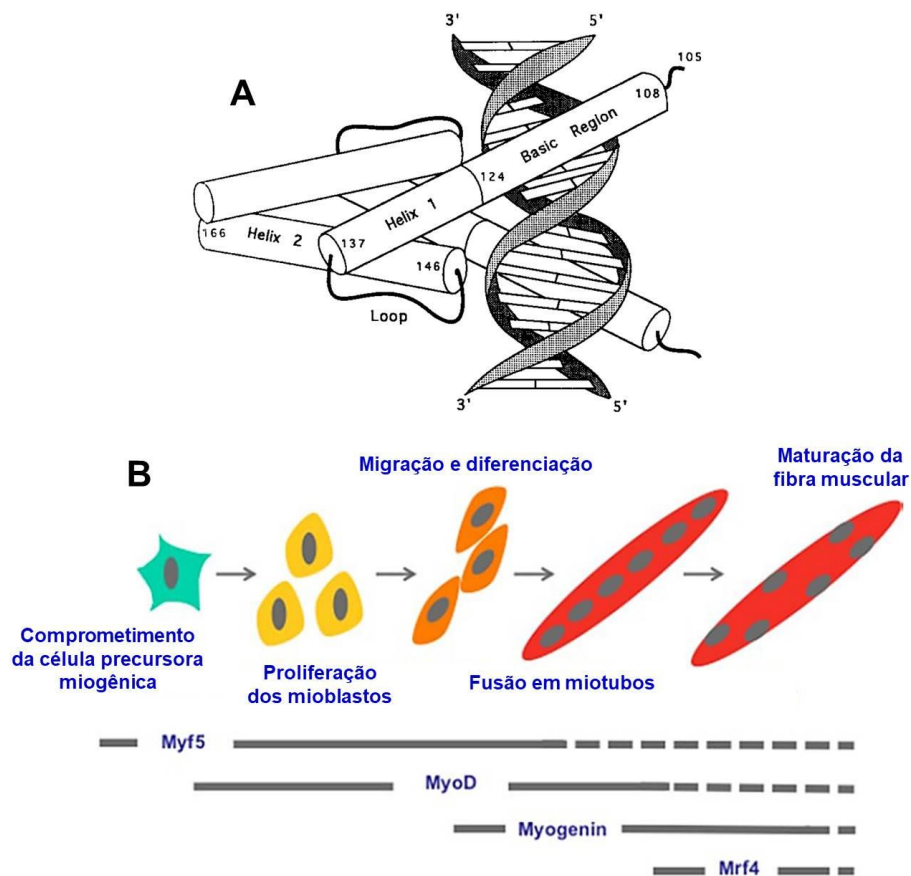 A
3'
5'
105
108
Basic Region
124
Helix 1
166
Helix 2
137
146
Loop
3'
5'
B
Migração e diferenciação
Maturação da
fibra muscular
Comprometimento
da célula precursora
miogênica
Proliferação
dos mioblastos
Fusão em miotubos
Myf5
MyoD
Myogenin
Mrf4